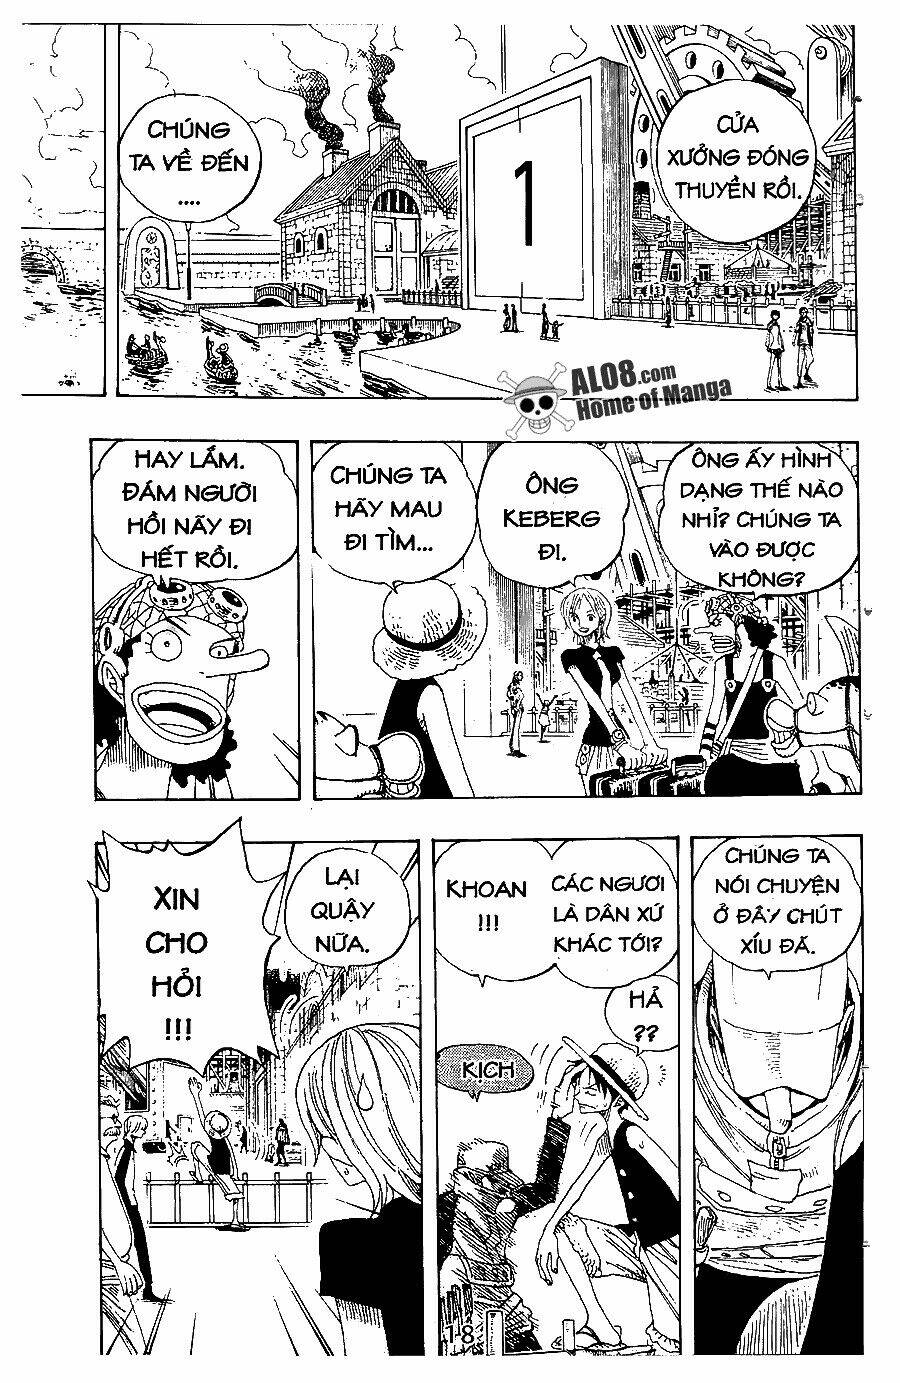 CHÚNG
TA VỀ ĐẾN
....
1
CỬA
XƯỞNG ĐÓNG
THUYỀN RỒI.
ALO8.com
Home of Manga
HAY LẮM.
ĐÁM NGƯỜI
HỒI NÃY ĐI
HẾT RỒI.
CHÚNG TA
HÃY MAU
ĐI TÌM...
ÔNG
KEBERG
ĐI.
ÔNG ẤY HÌNH
DẠNG THẾ NÀO
NHỈ? CHÚNG TA
VÀO ĐƯỢC
KHÔNG?
XIN
CHO
HỎI
!!!
LẠI
QUẬY
NỮA.
KHOAN
!!!
CÁC NGƯƠI
LÀ DÂN XỨ
KHÁC TỚI?
HẢ
??
KỊCH
CHÚNG TA
NÓI CHUYỆN
Ở ĐÂY CHÚT
XÍU ĐÃ.
18